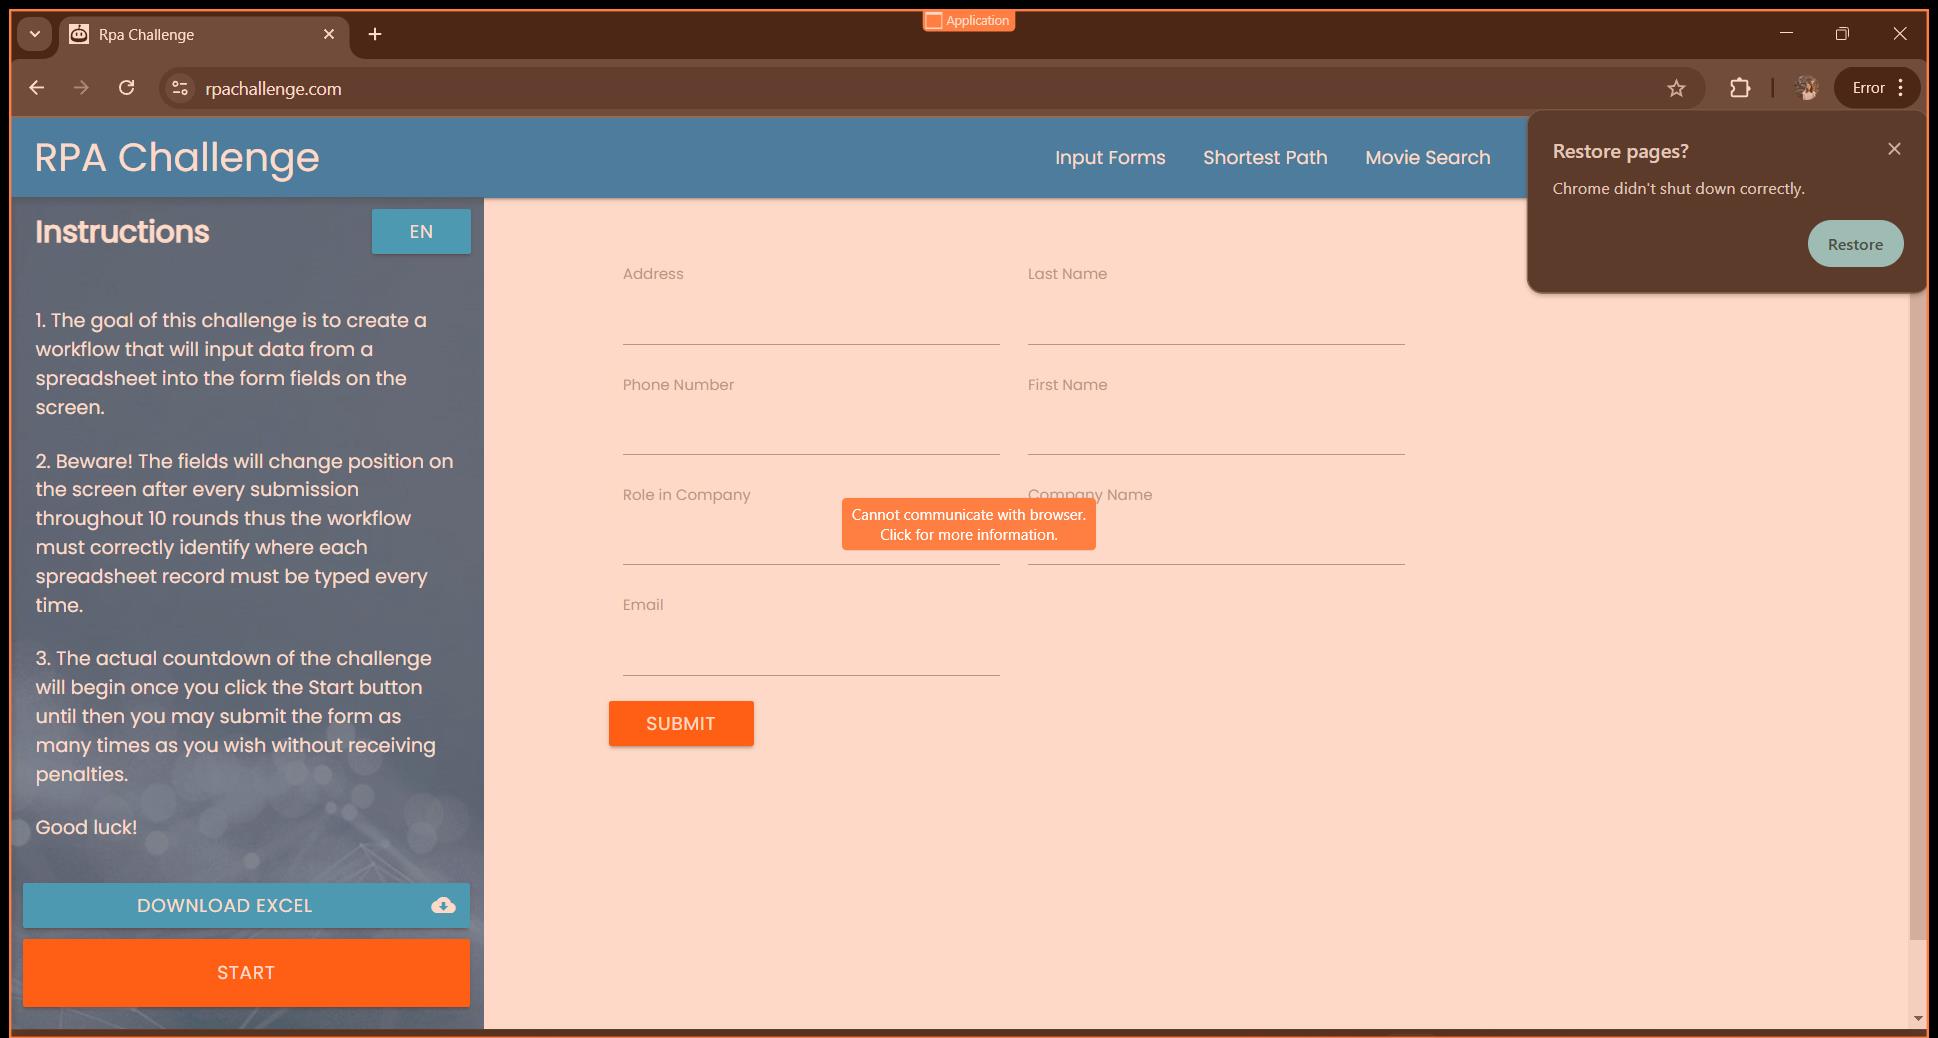 Application
Rpa Challenge
rpachallenge.com
Error
Restore pages?
Chrome didn't shut down correctly.
Restore
RPA Challenge
Input Forms
Shortest Path
Movie Search
Instructions
EN
1. The goal of this challenge is to create a
workflow that will input data from a
spreadsheet into the form fields on the
screen.
2. Beware! The fields will change position on
the screen after every submission
throughout 10 rounds thus the workflow
must correctly identify where each
spreadsheet record must be typed every
time.
3. The actual countdown of the challenge
will begin once you click the Start button
until then you may submit the form as
many times as you wish without receiving
penalties.
Good luck!
DOWNLOAD EXCEL
START
Address
Last Name
Phone Number
First Name
Role in Company
Company Name
Cannot communicate with browser.
Click for more information.
Email
SUBMIT